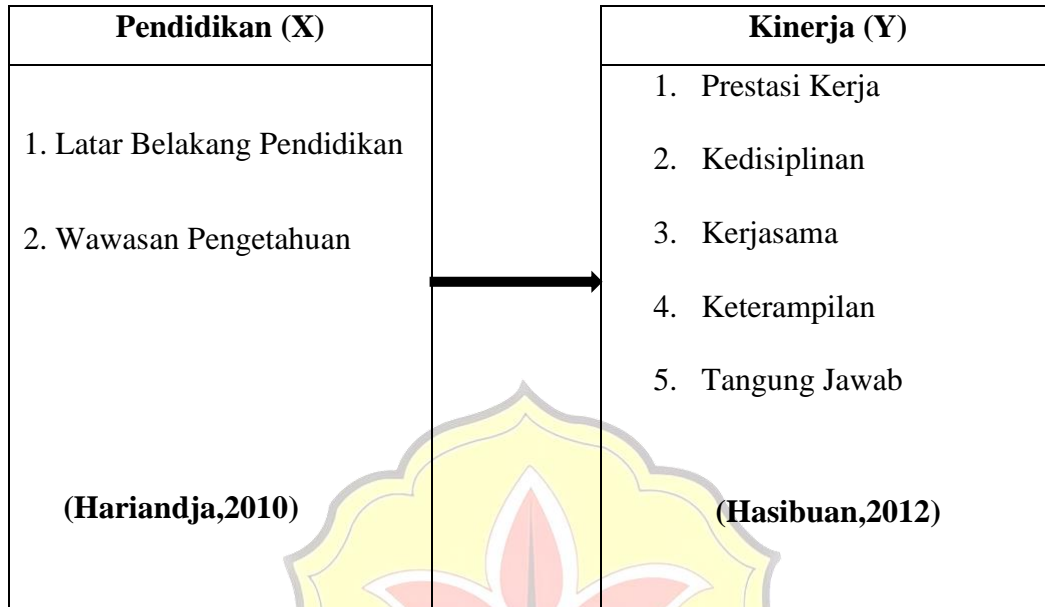 Pendidikan (X)
1. Latar Belakang Pendidikan
2. Wawasan Pengetahuan
(Hariandja,2010)
Kinerja (Y)
1. Prestasi Kerja
2. Kedisiplinan
3. Kerjasama
4. Keterampilan
5. Tangung Jawab
(Hasibuan,2012)